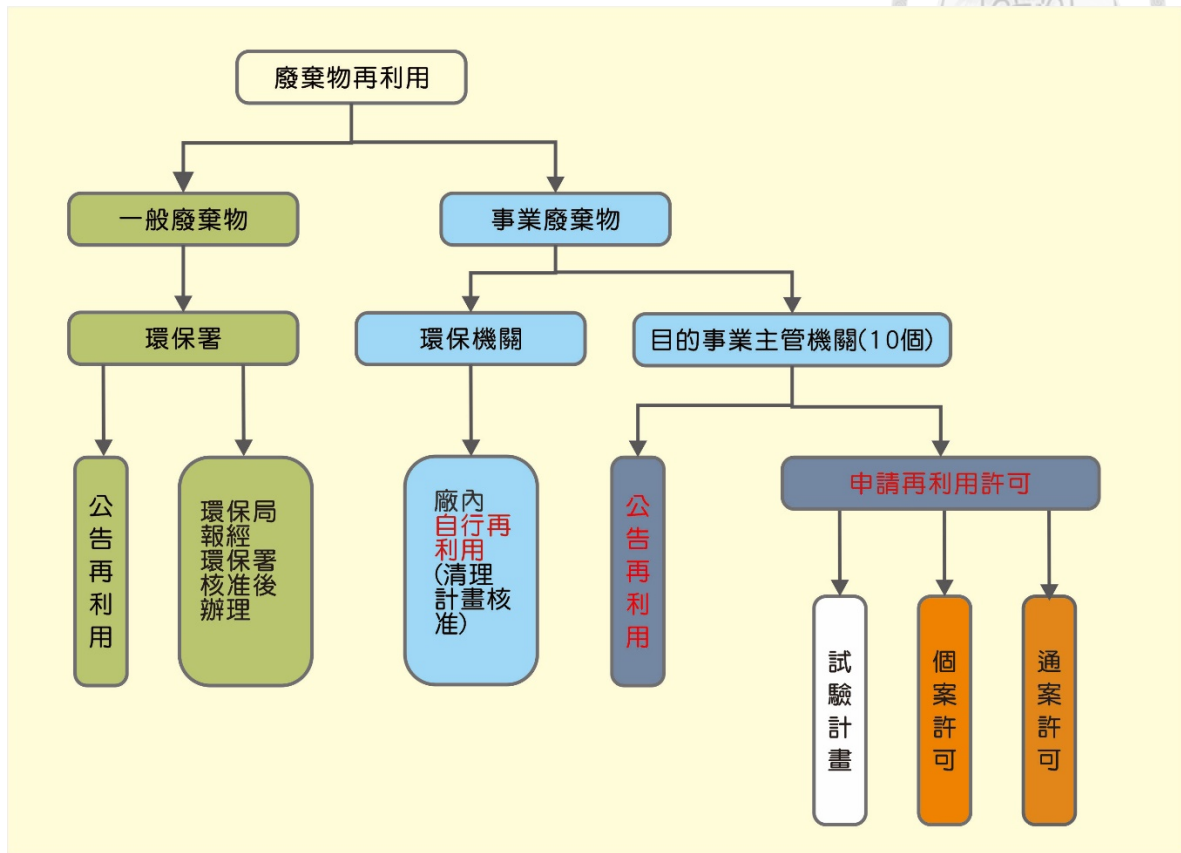 廢棄物再利用
一般廢棄物
事業廢棄物
環保署
環保機關
目的事業主管機關(10個)
公告再利用
環保局
報經
環保署
核准後
辦理
廠內
自行再
利用
(清理
計畫核
准)
公告再利用
申請再利用許可
試驗計畫
個案許可
通案許可